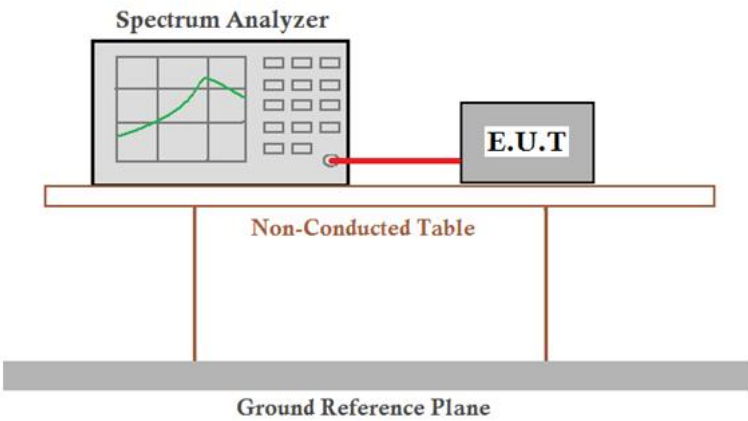 Spectrum Analyzer
E.U.T
Non-Conducted Table
Ground Reference Plane